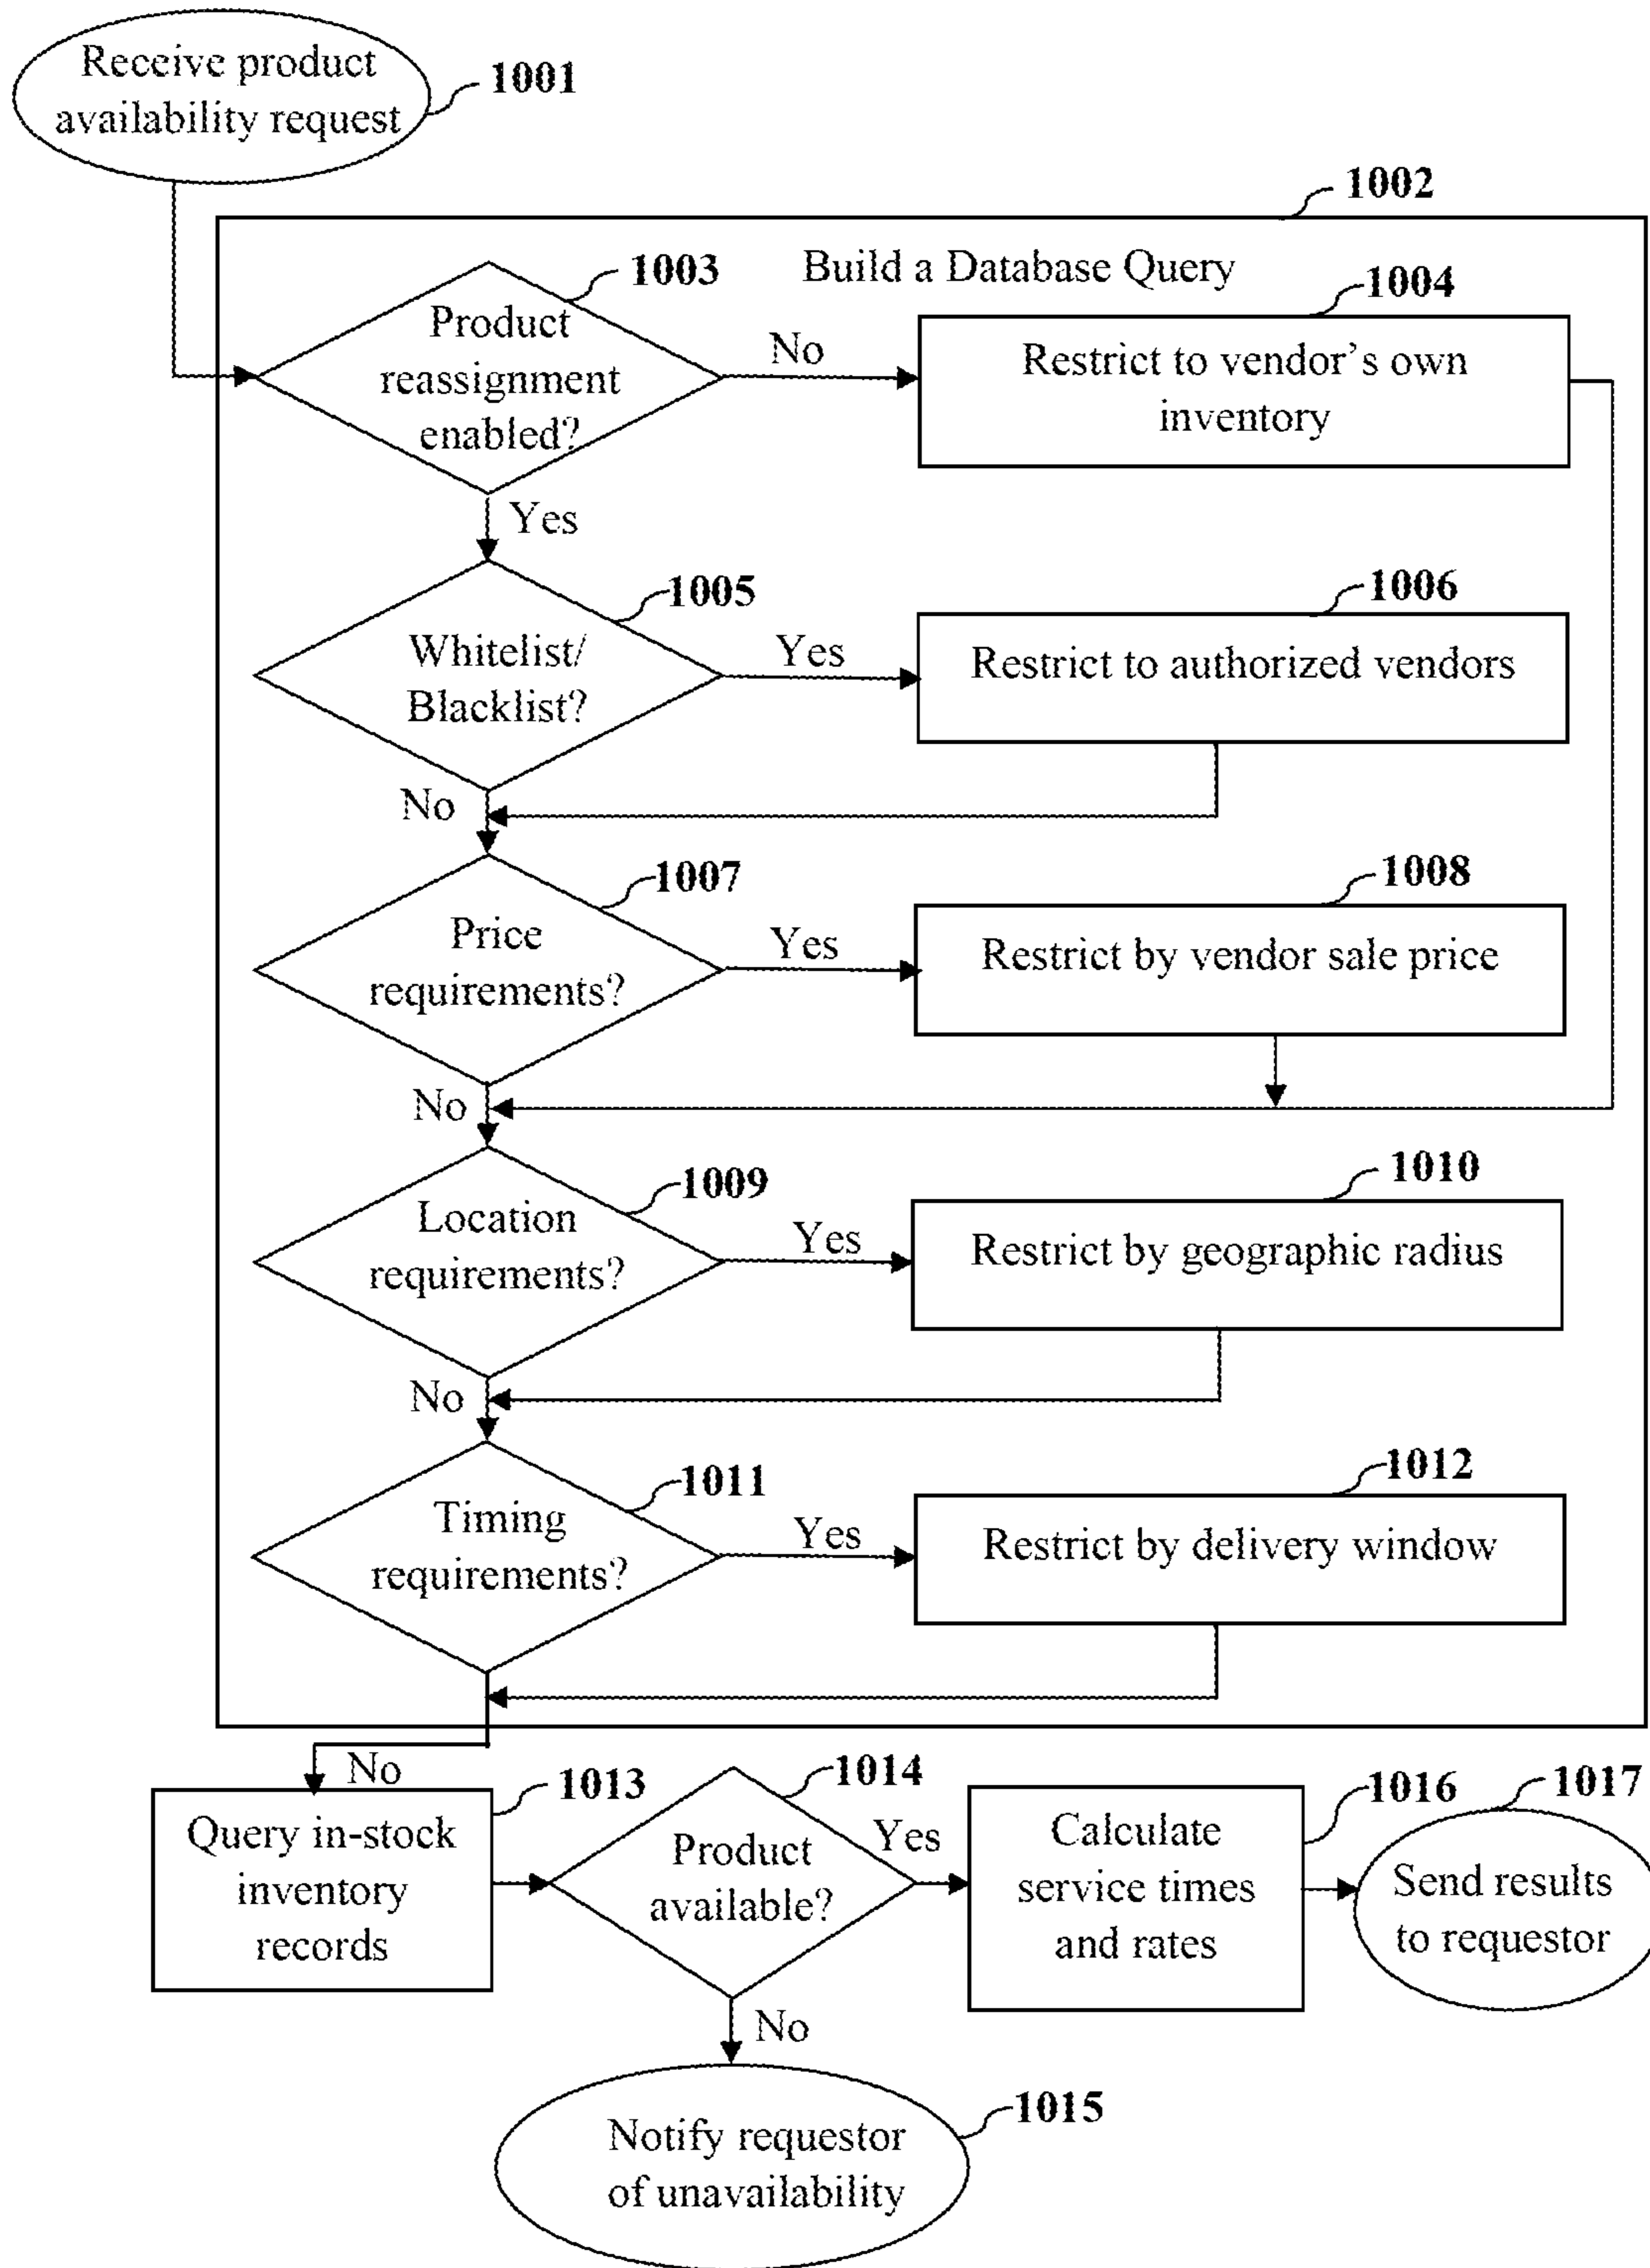 Receive product
availability request
1001
1002
Build a Database Query
1003
Product
reassignment
enabled?
No
1004
Restrict to vendor's own
inventory
Yes
1005
Whitelist/
Blacklist?
Yes
1006
Restrict to authorized vendors
No
1007
Price
requirements?
Yes
1008
Restrict by vendor sale price
No
1009
Location
requirements?
Yes
1010
Restrict by geographic radius
No
1011
Timing
requirements?
Yes
1012
Restrict by delivery window
No
1013
Query in-stock
inventory
records
1014
Product
available?
Yes
1016
Calculate
service times
and rates
1017
Send results
to requestor
No
1015
Notify requestor
of unavailability